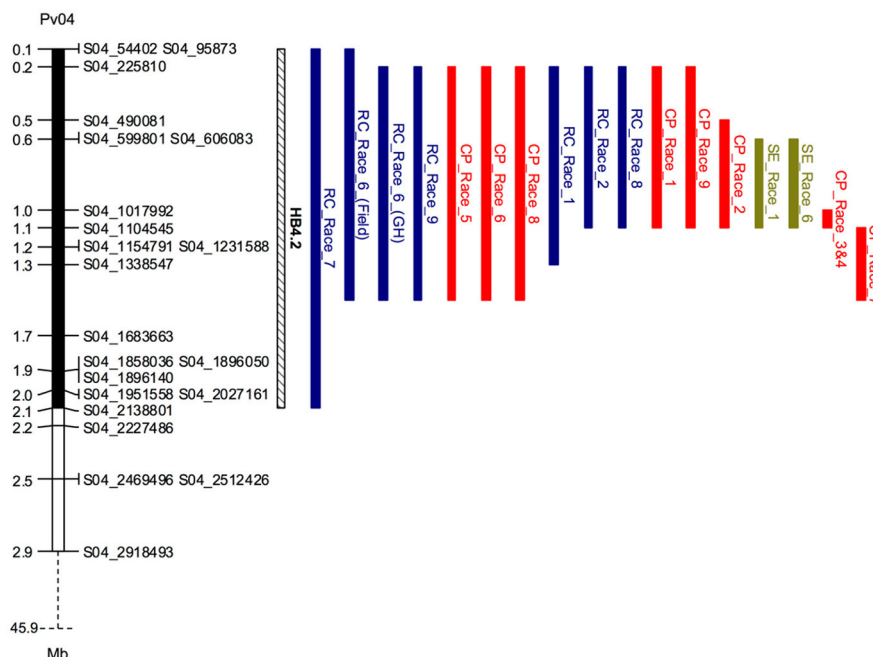 Pv04
0.1 S04_54402 S04_95873
0.2 S04_225810
0.5 S04_490081
0.6 S04_599801 S04_606083
1.0 S04_1017992
1.1 S04_1104545
1.2 S04_1154791 S04_1231588
1.3 S04_1338547
1.7 S04_1683663
S04_1858036 S04_1896050
1.9 S04_1896140
2.0 S04_1951558 S04_2027161
2.1 S04_2138801
2.2 S04_2227486
2.5 S04_2469496 S04_2512426
2.9 S04_2918493
45.9
Mb
HB4.2
RC_Race_7
RC_Race_6_(Field)
RC_Race_6_(GH)
RC_Race_9
CP_Race_5
CP_Race_6
CP_Race_8
RC_Race_1
RC_Race_2
RC_Race_8
CP_Race_1
CP_Race_9
CP_Race_2
SE_Race_1
SE_Race_6
CP_Race_3&4